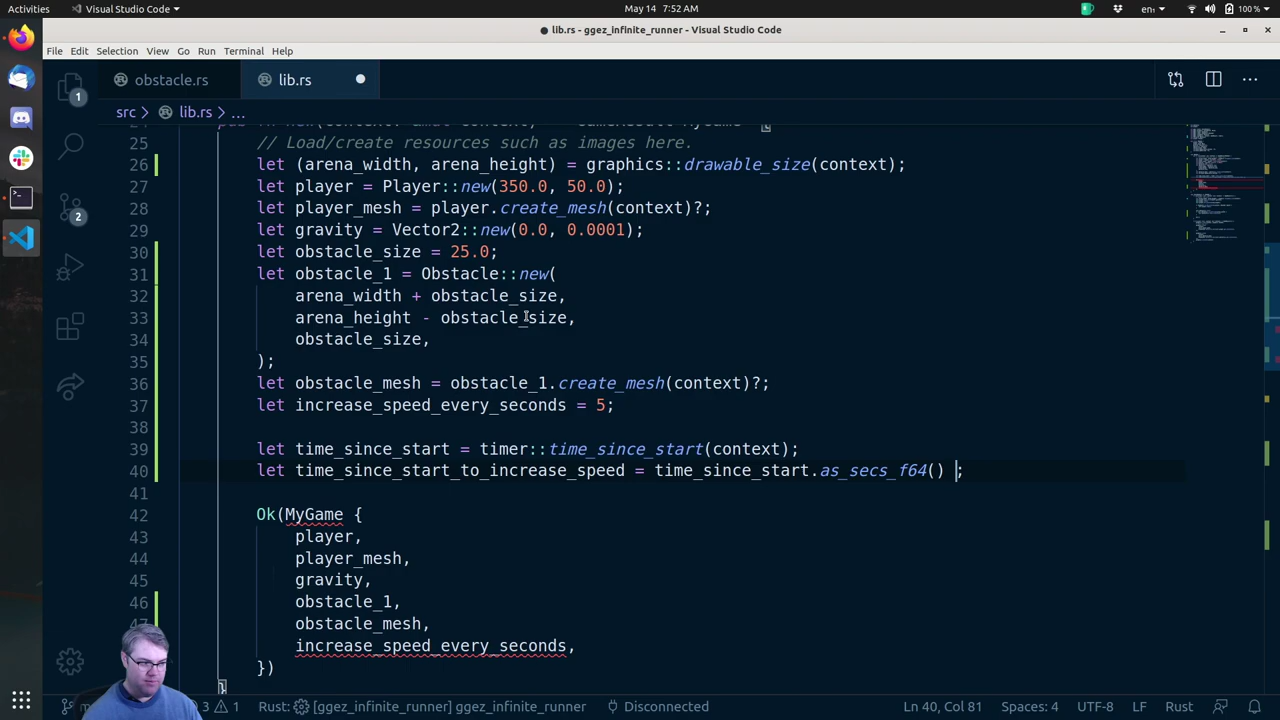 Activities
Visual Studio Code
May 14 7:52 AM
en
100 %
lib.rs - ggez_infinite_runner - Visual Studio Code
File Edit Selection View Go Run Terminal Help
obstacle.rs
lib.rs
src > lib.rs > ...
25 // Load/create resources such as images here.
26 let (arena_width, arena_height) = graphics::drawable_size(context);
27 let player = Player::new(350.0, 50.0);
28 let player_mesh = player.create_mesh(context)?;
29 let gravity = Vector2::new(0.0, 0.0001);
30 let obstacle_size = 25.0;
31 let obstacle_1 = Obstacle::new(
32 arena_width + obstacle_size,
33 arena_height - obstacle_size,
34 obstacle_size,
35 );
36 let obstacle_mesh = obstacle_1.create_mesh(context)?;
37 let increase_speed_every_seconds = 5;
38
39 let time_since_start = timer::time_since_start(context);
40 let time_since_start_to_increase_speed = time_since_start.as_secs_f64() ;
41
42 Ok(MyGame {
43 player,
44 player_mesh,
45 gravity,
46 obstacle_1,
47 obstacle_mesh,
increase_speed_every_seconds,
})
}
1
2
3 1 Rust: [ggez_infinite_runner] ggez_infinite_runner Disconnected Ln 40, Col 81 Spaces: 4 UTF-8 LF Rust